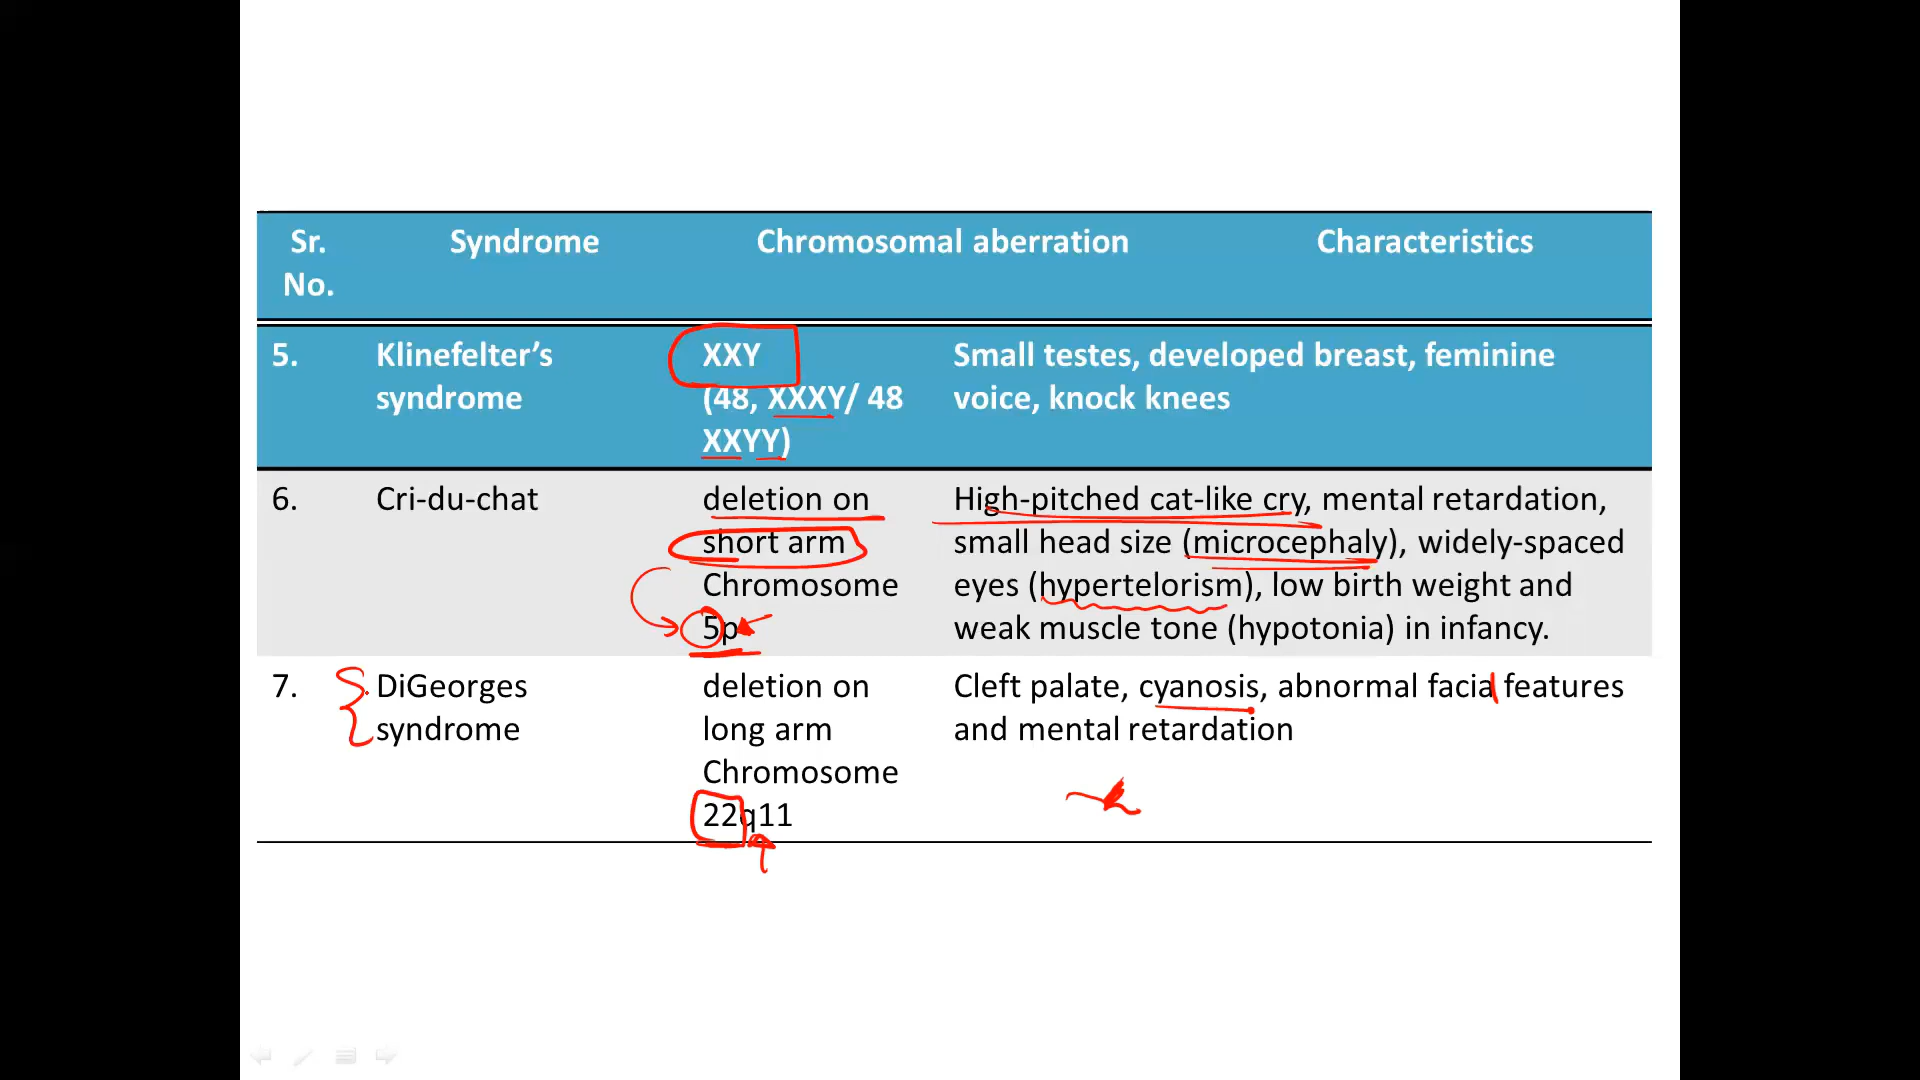 Sr. No. Syndrome Chromosomal aberration Characteristics
5. Klinefelter’s syndrome
XXY
(48, XXXY/ 48
XXYY)
Small testes, developed breast, feminine
voice, knock knees
6. Cri-du-chat
deletion on
short arm
Chromosome
5p
High-pitched cat-like cry, mental retardation,
small head size (microcephaly), widely-spaced
eyes (hypertelorism), low birth weight and
weak muscle tone (hypotonia) in infancy.
7. DiGeorges
syndrome
deletion on
long arm
Chromosome
22q11
Cleft palate, cyanosis, abnormal facial features
and mental retardation